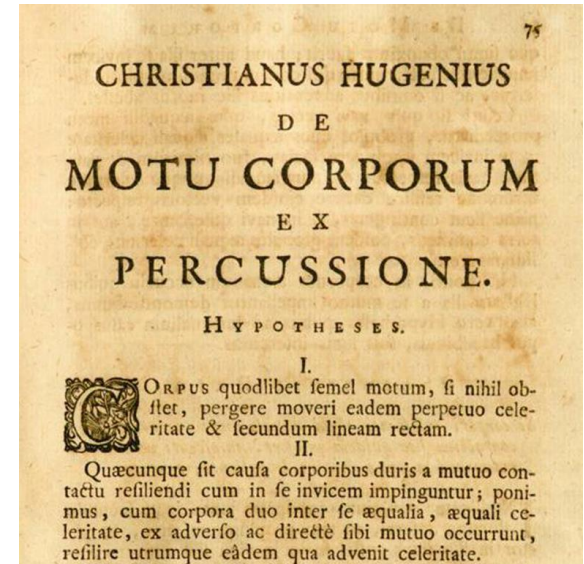 75
CHRISTIANUS HUGENIUS
DE
MOTU CORPORUM
EX
PERCUSSIONE.
HYPOTHESES.
I.
CORPUS quodlibet ſemel motum, ſi nihil ob-
ſtet, pergere moveri eadem perpetuo cele-
ritate & ſecundum lineam rectam.
II.
Quæcunque ſit cauſa corporibus duris a mutuo con-
tactu reſiliendi cum in ſe invicem impinguntur; poni-
mus, cum corpora duo inter ſe æqualia, æquali ce-
leritate, ex adverſo ac directè ſibi mutuo occurrunt,
reſilire utrumque eâdem qua advenit celeritate.